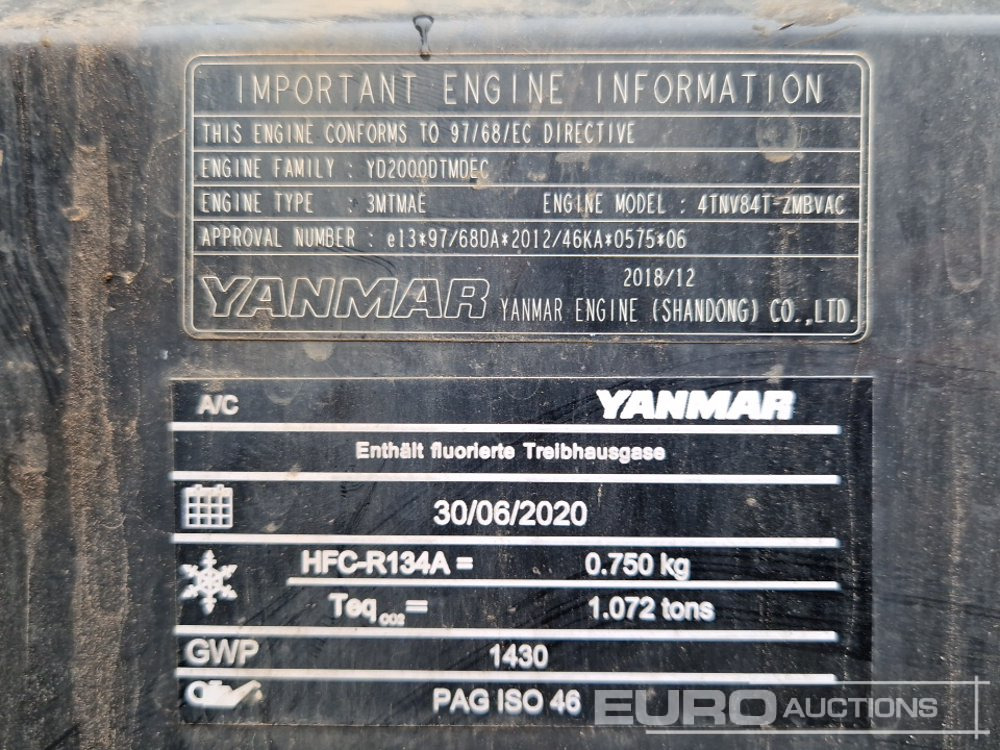 IMPORTANT ENGINE INFORMATION
THIS ENGINE CONFORMS TO 97/68/EC DIRECTIVE
ENGINE FAMILY : YD2000DTMDEC
ENGINE TYPE : 3MTMAE ENGINE MODEL : 4TNV84T-ZMBVAC
APPROVAL NUMBER : e13*97/68DA*2012/46KA*0575*06
2018/12
YANMAR YANMAR ENGINE (SHANDONG) CO.,LTD.
A/C YANMAR
Enthält fluorierte Treibhausgase
30/06/2020
HFC-R134A = 0.750 kg
Teq CO2 = 1.072 tons
GWP 1430
PAG ISO 46
EURO AUCTIONS